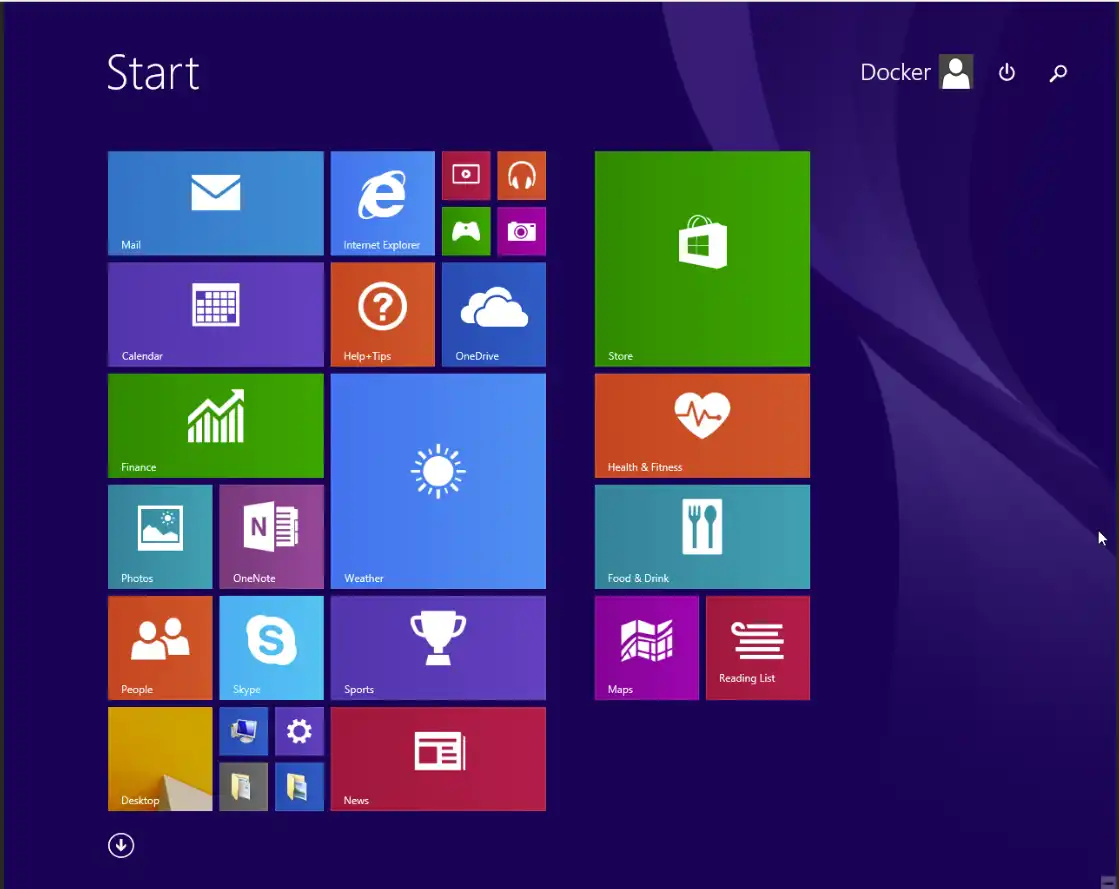 Start
Docker
Mail
Internet Explorer
Store
Calendar
Help+Tips
OneDrive
Finance
Weather
Health & Fitness
Photos
N
OneNote
Food & Drink
People
S
Skype
Sports
Maps
Reading List
Desktop
News